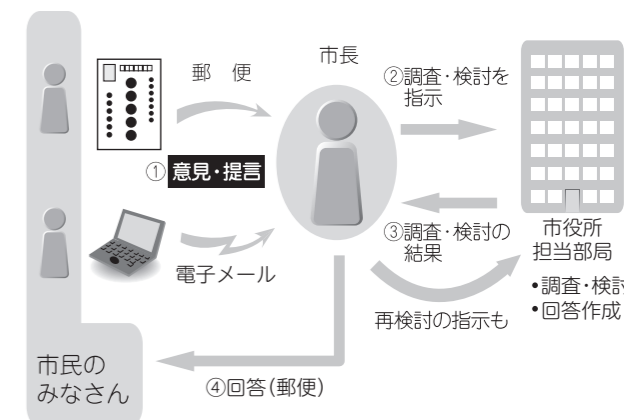 郵 便
市長
②調査・検討を
指示
① 意見・提言
③調査・検討の
結果
電子メール
市役所
担当部局
・調査・検討
・回答作成
再検討の指示も
市民の
みなさん
④回答（郵便）